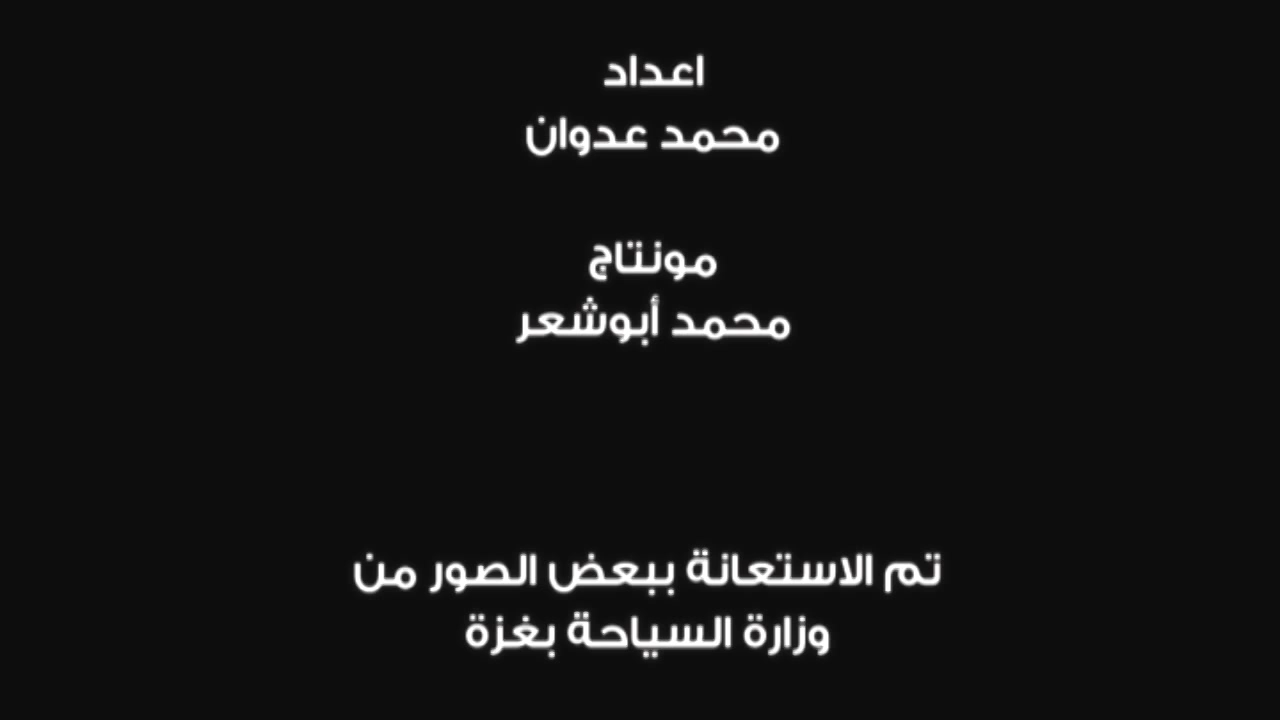 اعداد
محمد عدوان
مونتاج
محمد أبوشعر
تم الاستعانة ببعض الصور من
وزارة السياحة بغزة